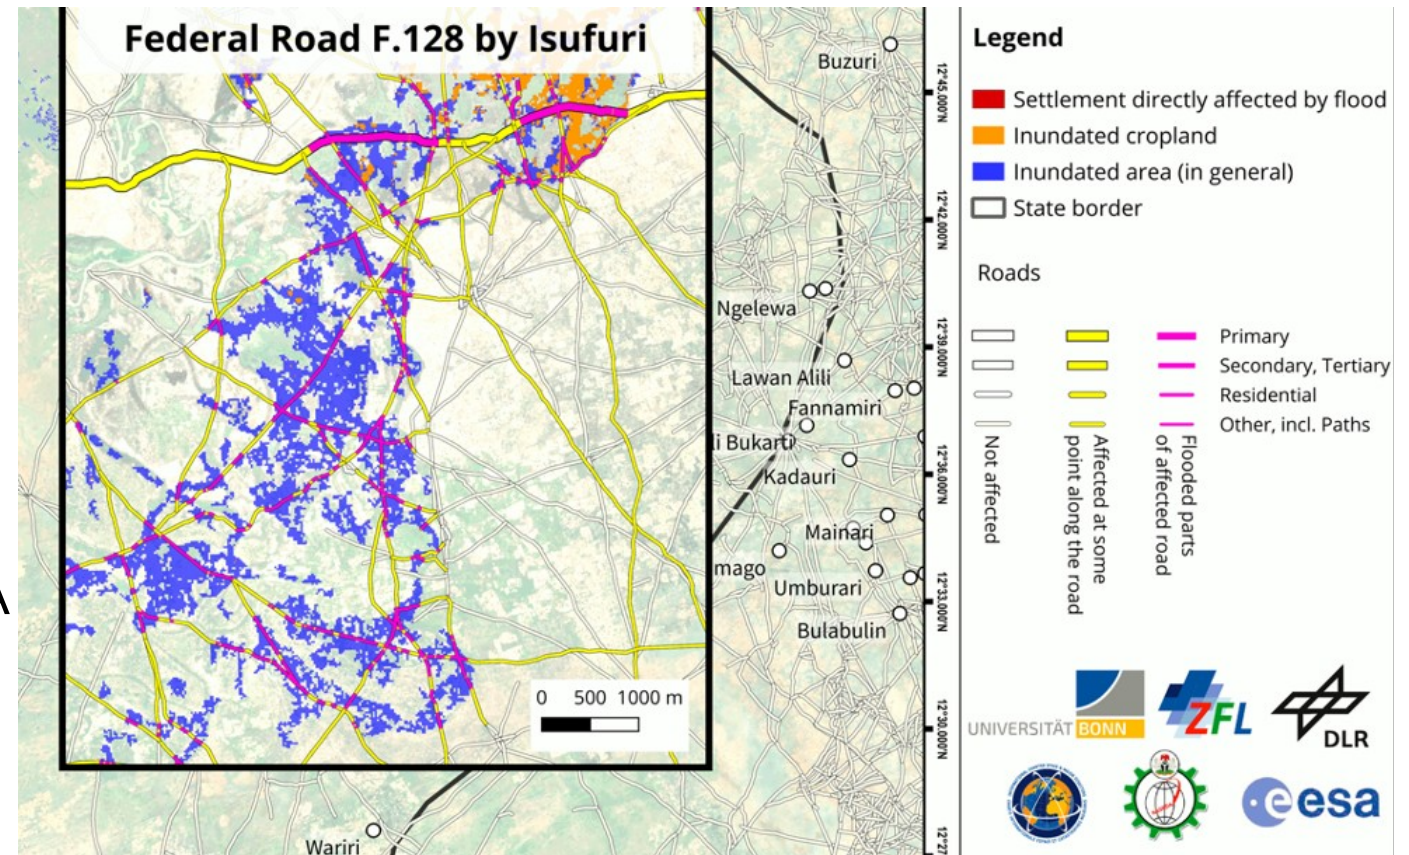 Federal Road F.128 by Isufuri
0 500 1000 m
Buzuri
Ngelewa
Lawan Alili
Fannamiri
li Bukarti
Kadauri
Mainari
mago
Umburari
Bulabulin
Wariri
A
12°45.000'N
12°42.000'N
12°39.000'N
12°36.000'N
12°33.000'N
12°30.000'N
12°27
Legend
Settlement directly affected by flood
Inundated cropland
Inundated area (in general)
State border
Roads
Primary
Secondary, Tertiary
Residential
Other, incl. Paths
Not affected
Affected at some
point along the road
Flooded parts
of affected road
UNIVERSITÄT BONN
ZFL
DLR
esa